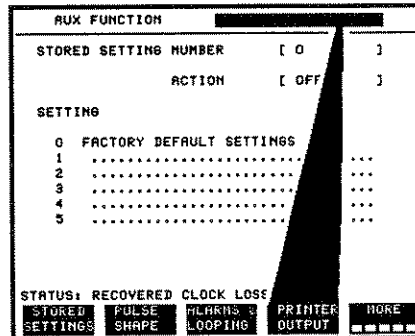 AUX FUNCTION
STORED SETTING NUMBER [ 0 ]
ACTION [ OFF ]
SETTING
0 FACTORY DEFAULT SETTINGS
1 ......................
2 ......................
3 ......................
4 ......................
5 ......................
STATUS: RECOVERED CLOCK LOSS
STORED SETTINGS
PULSE SHAPE
ALARMS & LOOPING
PRINTER OUTPUT
MORE